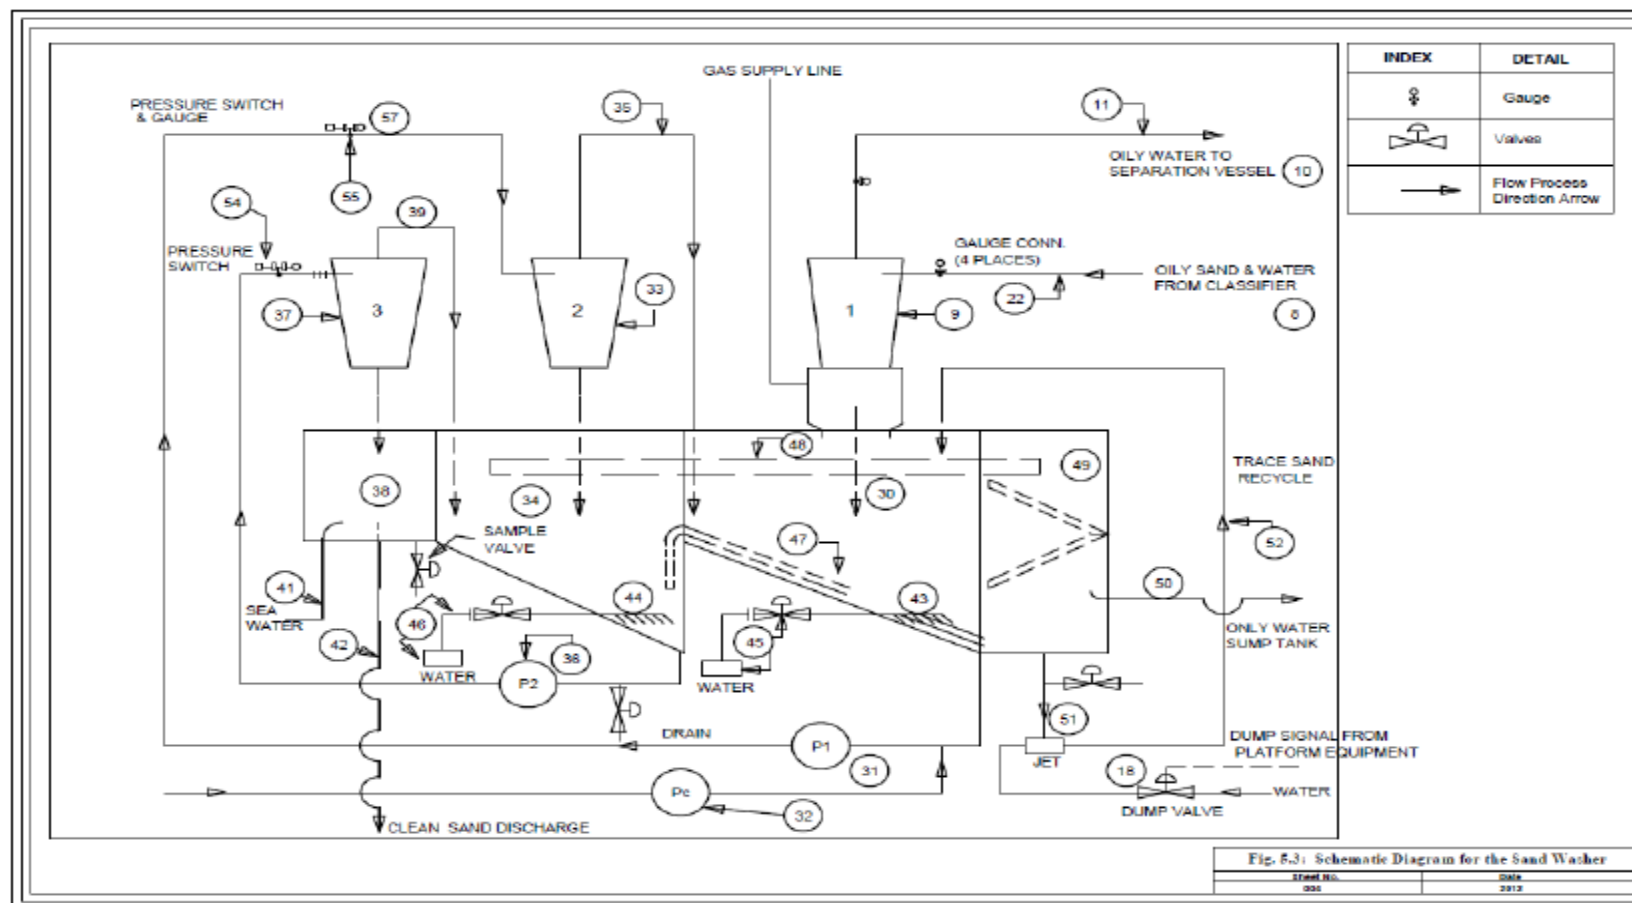 GAS SUPPLY LINE
INDEX
DETAIL
Gauge
Valves
Flow Process
Direction Arrow
PRESSURE SWITCH
& GAUGE
57
35
11
OILY WATER TO
SEPARATION VESSEL
10
55
54
39
PRESSURE
SWITCH
GAUGE CONN.
(4 PLACES)
OILY SAND & WATER
FROM CLASSIFIER
22
8
37
3
2
33
1
9
48
49
38
34
30
TRACE SAND
RECYCLE
SAMPLE
VALVE
47
52
41
SEA
WATER
44
43
50
ONLY WATER
SUMP TANK
46
45
42
36
WATER
P2
WATER
51
DRAIN
P1
31
JET
DUMP SIGNAL FROM
PLATFORM EQUIPMENT
18
Pc
32
WATER
DUMP VALVE
CLEAN SAND DISCHARGE
Fig. 5.3: Schematic Diagram for the Sand Washer
Sheet No.
Date
004
2012